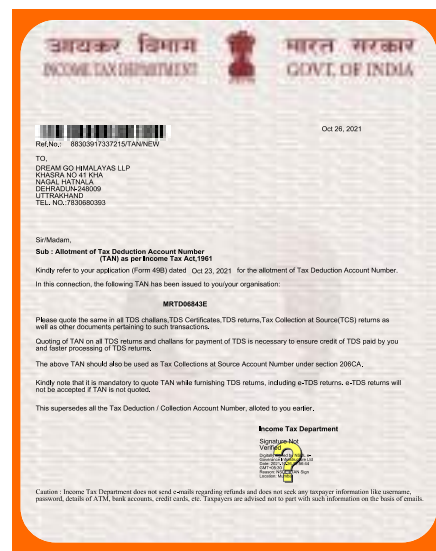 आयकर विभाग
INCOME TAX DEPARTMENT
भारत सरकार
GOVT. OF INDIA
Oct 26, 2021
Ref.No.: 88303917337215/TAN/NEW
TO,
DREAM GO HIMALAYAS LLP
KHASRA NO 41 KHA
NAGAL HATNALA
DEHRADUN-248009
UTTRAKHAND
TEL. NO.:7830680393
Sir/Madam,
Sub : Allotment of Tax Deduction Account Number
(TAN) as per Income Tax Act,1961
Kindly refer to your application (Form 49B) dated Oct 23, 2021 for the allotment of Tax Deduction Account Number.
In this connection, the following TAN has been issued to you/your organisation:
MRTD06843E
Please quote the same in all TDS challans,TDS Certificates,TDS returns,Tax Collection at Source(TCS) returns as
well as other documents pertaining to such transactions.
Quoting of TAN on all TDS returns and challans for payment of TDS is necessary to ensure credit of TDS paid by you
and faster processing of TDS returns.
The above TAN should also be used as Tax Collections at Source Account Number under section 206CA.
Kindly note that it is mandatory to quote TAN while furnishing TDS returns, including e-TDS returns. e-TDS returns will
not be accepted if TAN is not quoted.
This supersedes all the Tax Deduction / Collection Account Number, alloted to you earlier.
Income Tax Department
Signature Not
Verified
Location: Mumbai
Caution : Income Tax Department does not send e-mails regarding refunds and does not seek any taxpayer information like username,
password, details of ATM, bank accounts, credit cards, etc. Taxpayers are advised not to part with such information on the basis of emails.